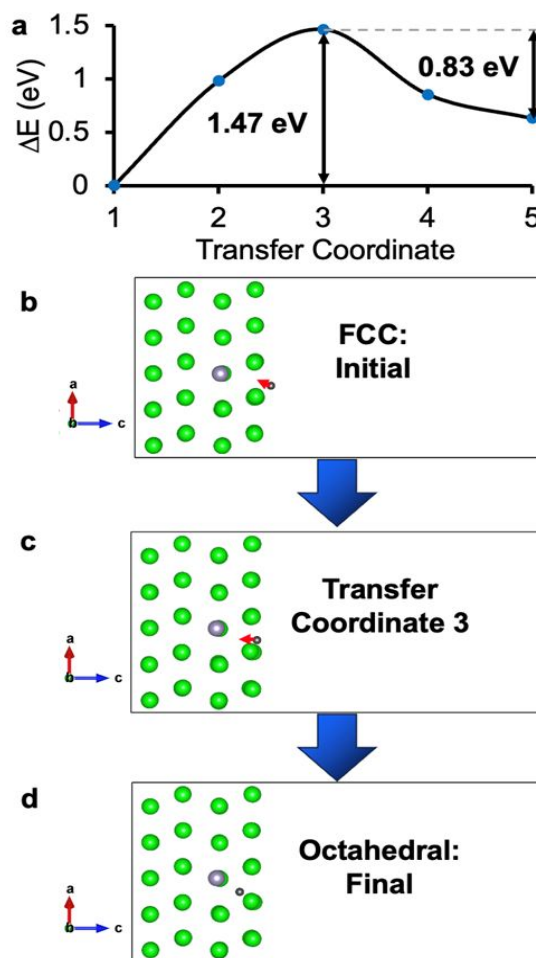 a
1.5
1
0.5
0
ΔE (eV)
1.47 eV
0.83 eV
1 2 3 4 5
Transfer Coordinate
b
FCC:
Initial
a
b c
c
Transfer
Coordinate 3
a
b c
d
Octahedral:
Final
a
b c